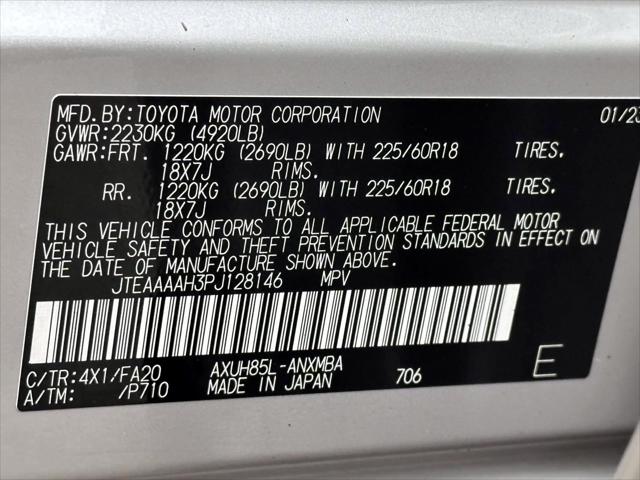 MFD.BY:TOYOTA MOTOR CORPORATION 01/23
GVWR:2230KG (4920LB)
GAWR:FRT. 1220KG (2690LB) WITH 225/60R18 TIRES.
18X7J RIMS.
RR. 1220KG (2690LB) WITH 225/60R18 TIRES.
18X7J RIMS.
THIS VEHICLE CONFORMS TO ALL APPLICABLE FEDERAL MOTOR
VEHICLE SAFETY AND THEFT PREVENTION STANDARDS IN EFFECT ON
THE DATE OF MANUFACTURE SHOWN ABOVE.
JTEAAAAH3PJ128146 MPV
C/TR:4X1/FA20 AXUH85L-ANXMBA
A/TM: /P710 MADE IN JAPAN 706 E